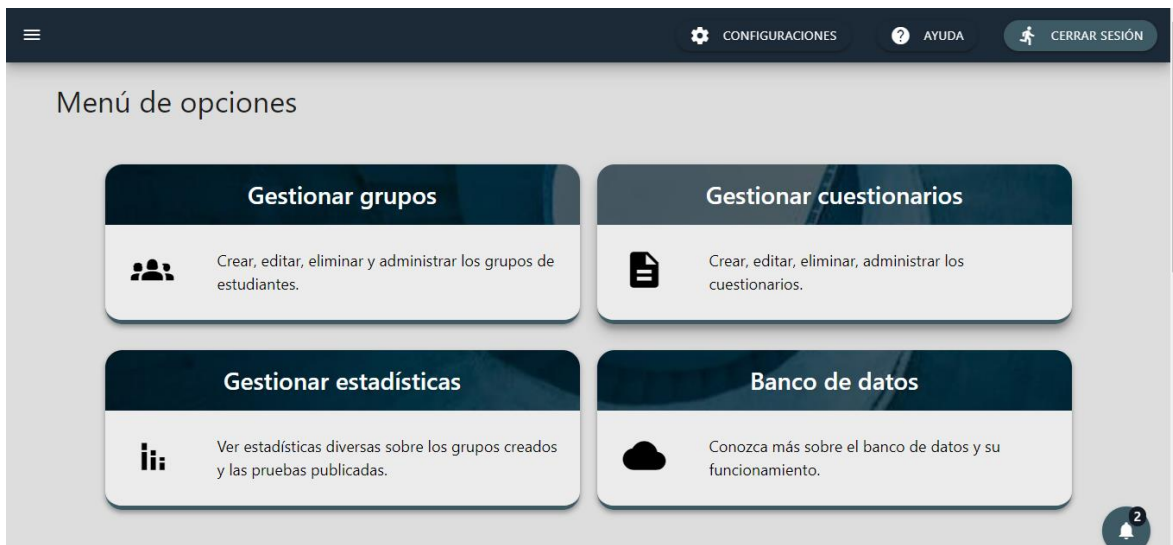 CONFIGURACIONES
AYUDA
CERRAR SESIÓN
Menú de opciones
Gestionar grupos
Crear, editar, eliminar y administrar los grupos de
estudiantes.
Gestionar cuestionarios
Crear, editar, eliminar, administrar los
cuestionarios.
Gestionar estadísticas
Ver estadísticas diversas sobre los grupos creados
y las pruebas publicadas.
Banco de datos
Conozca más sobre el banco de datos y su
funcionamiento.
2